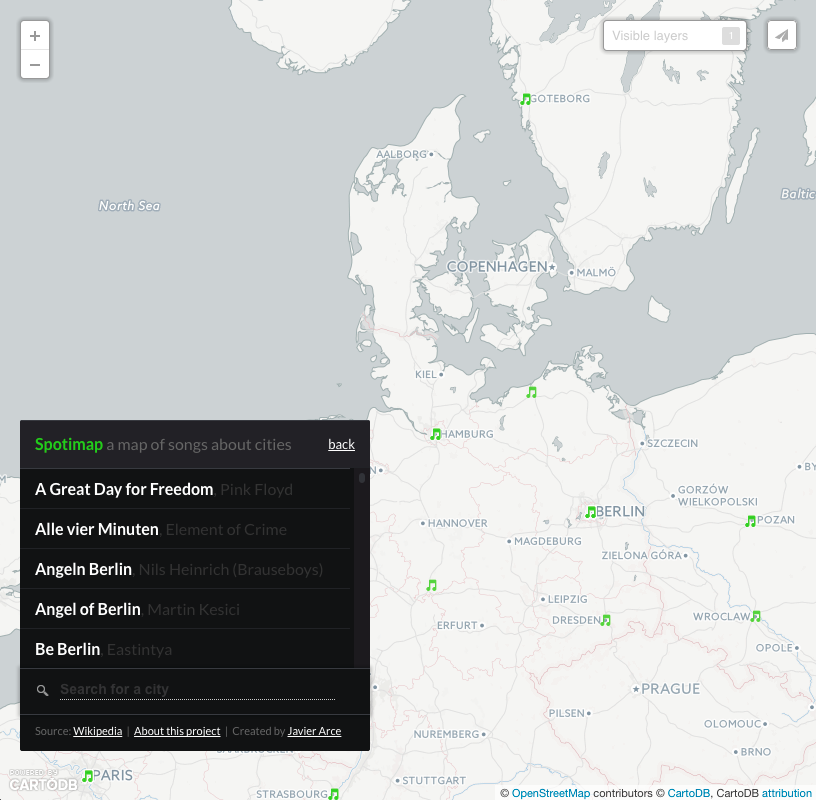 +
Visible layers 1
−
GOTEBORG
AALBORG
North Sea
Baltic
COPENHAGEN
MALMÖ
KIEL
HAMBURG
SZCZECIN
Spotimap a map of songs about cities back
A Great Day for Freedom, Pink Floyd
Alle vier Minuten, Element of Crime
Angeln Berlin, Nils Heinrich (Brauseboys)
Angel of Berlin, Martin Kesici
Be Berlin, Eastintya
Search for a city
Source: Wikipedia | About this project | Created by Javier Arce
N
BY
GORZÓW
WIELKOPOLSKI
BERLIN
POZAN
HANNOVER
MAGDEBURG
ZIELONA GÓRA
LEIPZIG
ERFURT
DRESDEN
WROCLAW
OPOLE
PRAGUE
PILSEN
OLOMOUC
NUREMBERG
BRNO
SAARBRÜCKEN
PARIS
STUTTGART
STRASBOURG
POWERED BY
CARTODB
© OpenStreetMap contributors © CartoDB, CartoDB attribution